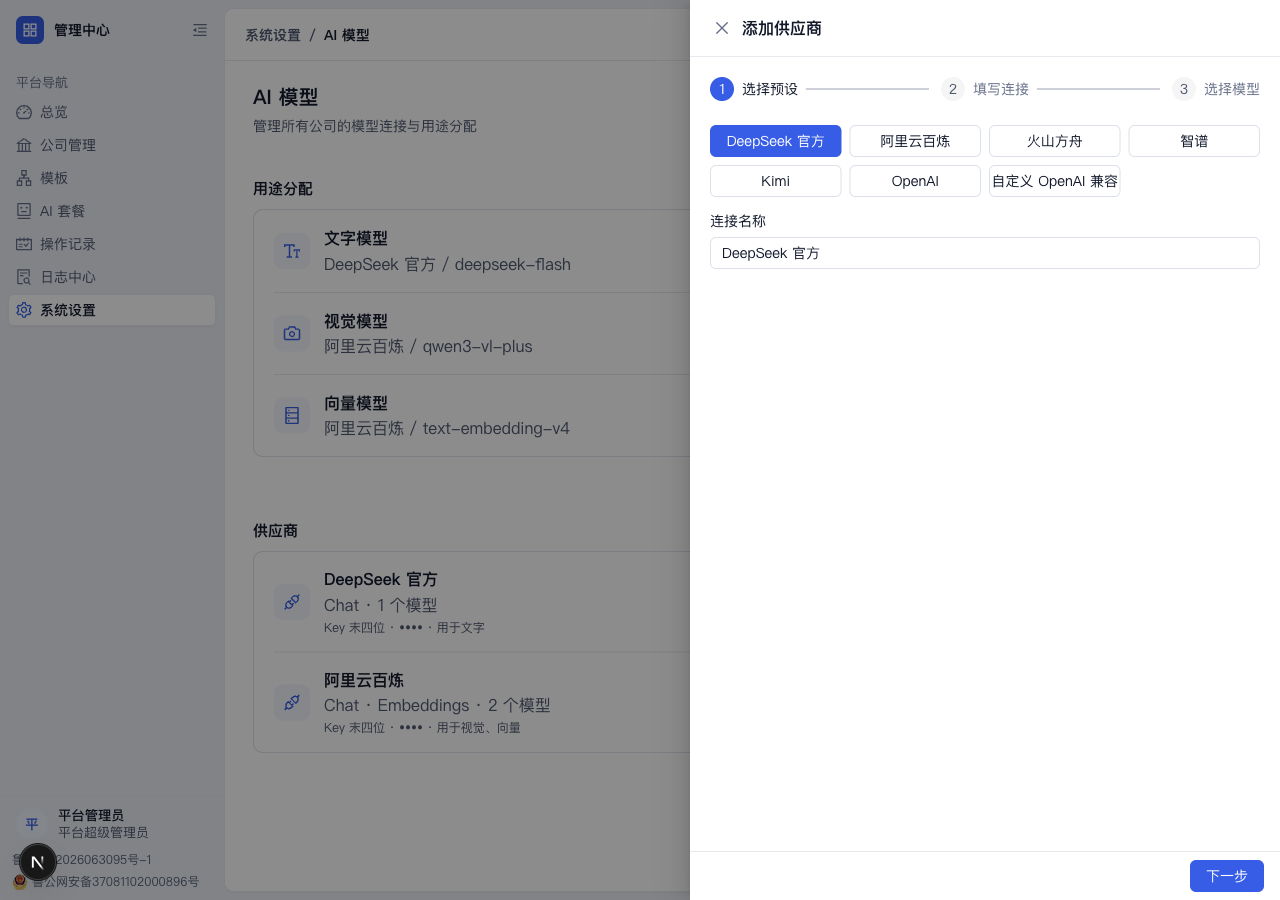 管理中心
平台导航
总览
公司管理
模板
AI 套餐
操作记录
日志中心
系统设置
平
平台管理员
平台超级管理员
2026063095号-1
N
鲁公网安备37081102000896号
系统设置 / AI 模型
AI 模型
管理所有公司的模型连接与用途分配
用途分配
文字模型
DeepSeek 官方 / deepseek-flash
视觉模型
阿里云百炼 / qwen3-vl-plus
向量模型
阿里云百炼 / text-embedding-v4
供应商
DeepSeek 官方
Chat · 1 个模型
Key 末四位 · •••• · 用于文字
阿里云百炼
Chat · Embeddings · 2 个模型
Key 末四位 · •••• · 用于视觉、向量
添加供应商
1 选择预设 2 填写连接 3 选择模型
DeepSeek 官方 阿里云百炼 火山方舟 智谱
Kimi OpenAI 自定义 OpenAI 兼容
连接名称
DeepSeek 官方
下一步